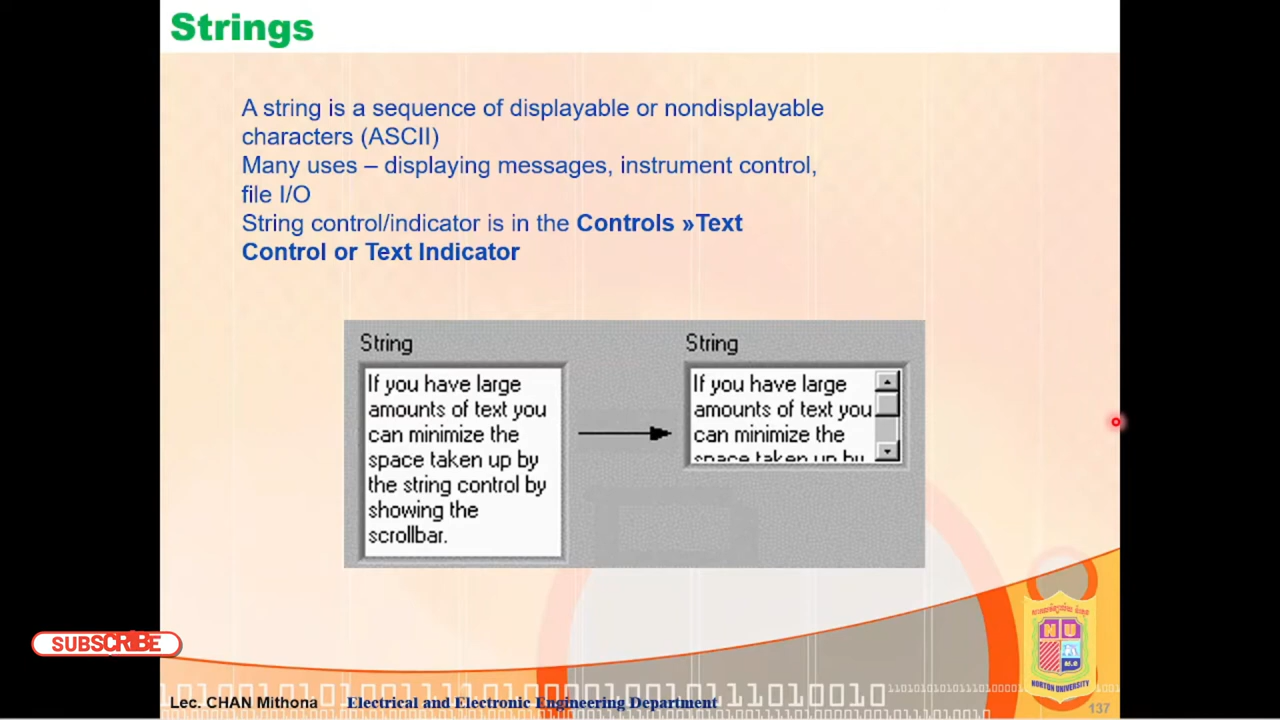 Strings
A string is a sequence of displayable or nondisplayable
characters (ASCII)
Many uses – displaying messages, instrument control,
file I/O
String control/indicator is in the Controls »Text
Control or Text Indicator
String
If you have large
amounts of text you
can minimize the
space taken up by
the string control by
showing the
scrollbar.
String
If you have large
amounts of text you
can minimize the
space taken up by
SUBSCRIBE
N U
NORTON UNIVERSITY
Lec. CHAN Mithona
Electrical and Electronic Engineering Department
137